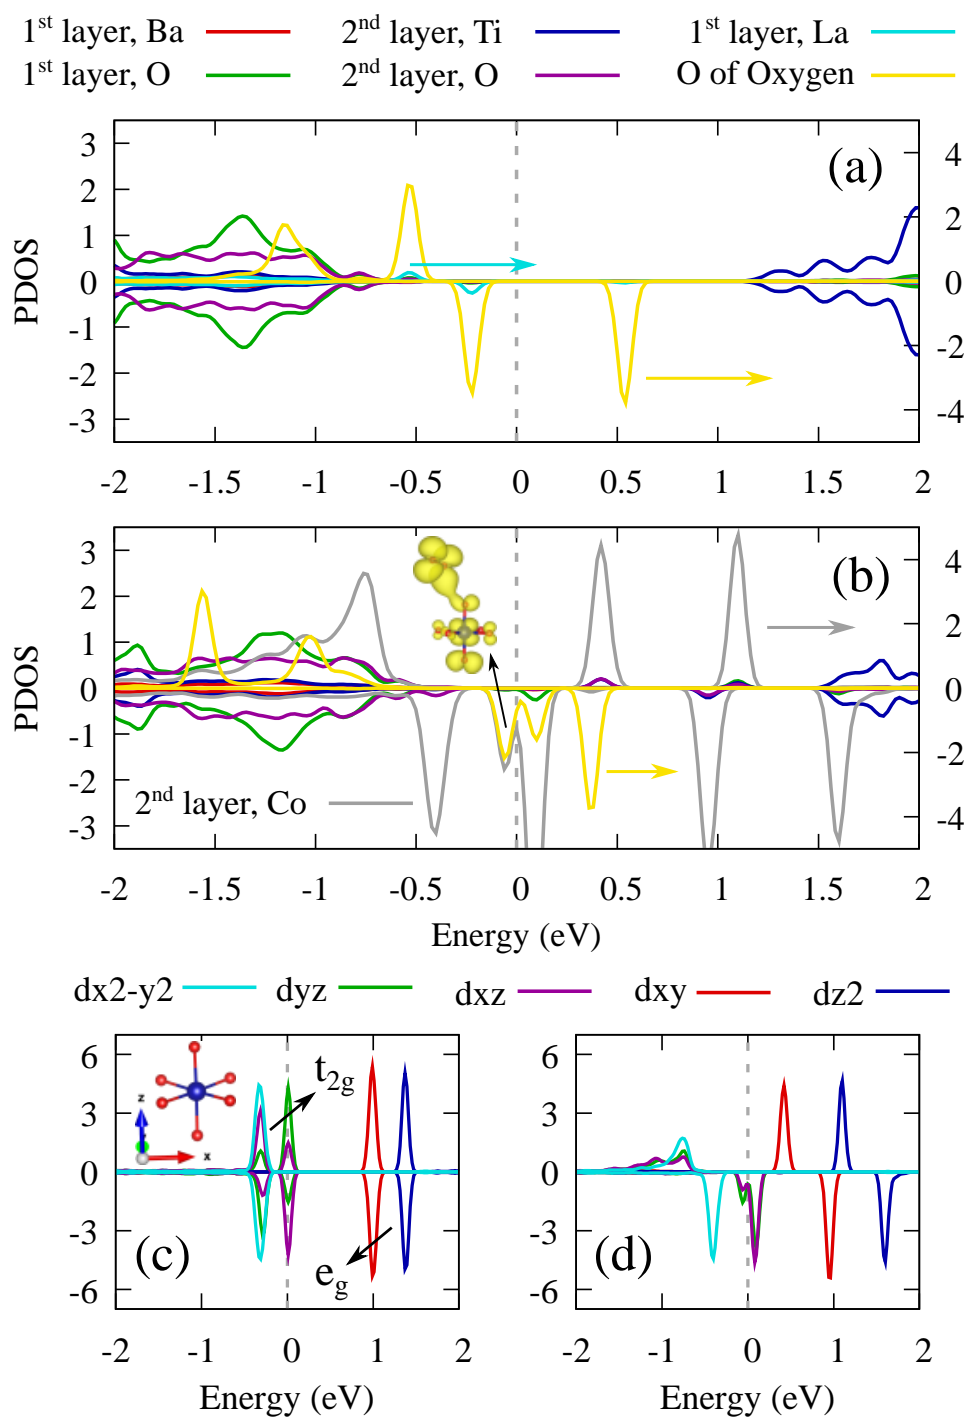 1st layer, Ba 2nd layer, Ti 1st layer, La
1st layer, O 2nd layer, O O of Oxygen
(a)
PDOS
3
2
1
0
-1
-2
-3
4
2
0
-2
-4
-2 -1.5 -1 -0.5 0 0.5 1 1.5 2
(b)
PDOS
3
2
1
0
-1
-2
-3
4
2
0
-2
-4
2nd layer, Co
-2 -1.5 -1 -0.5 0 0.5 1 1.5 2
Energy (eV)
dx2-y2 dyz dxz dxy dz2
6
3
0
-3
-6
z
x
t2g
eg
(c)
-2 -1 0 1 2
Energy (eV)
6
3
0
-3
-6
(d)
-2 -1 0 1 2
Energy (eV)